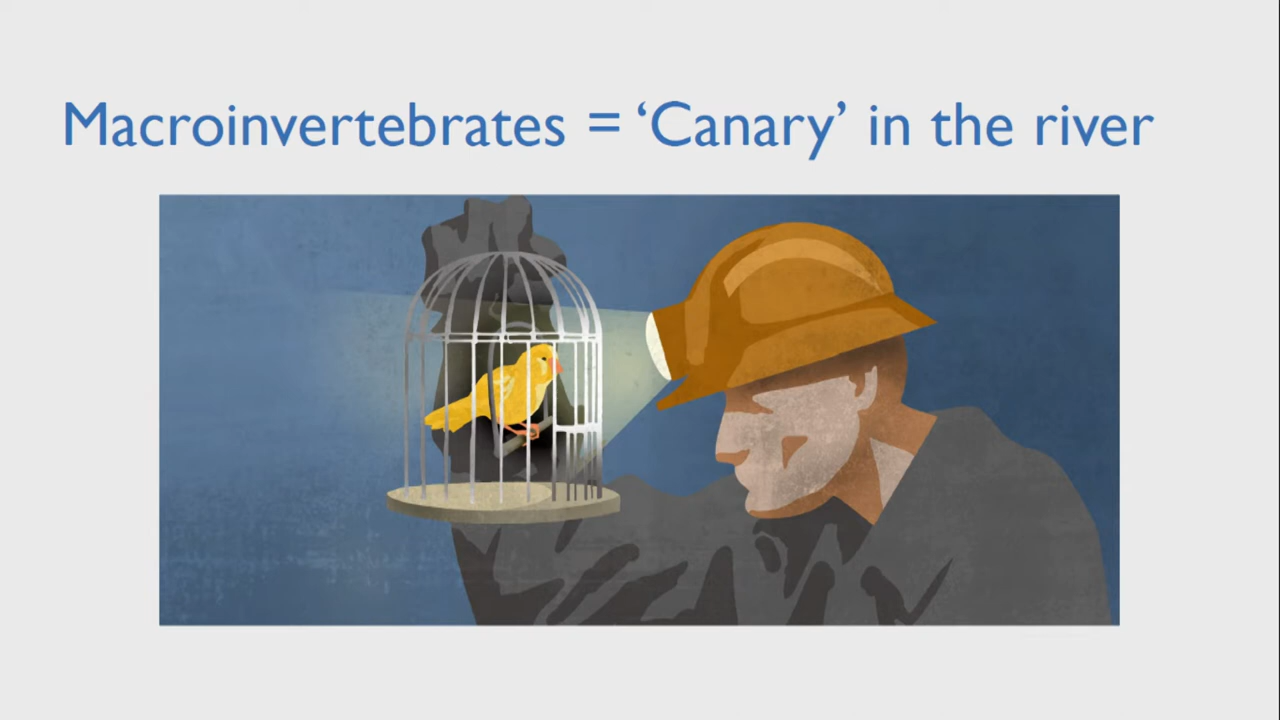 Macroinvertebrates = ‘Canary’ in the river